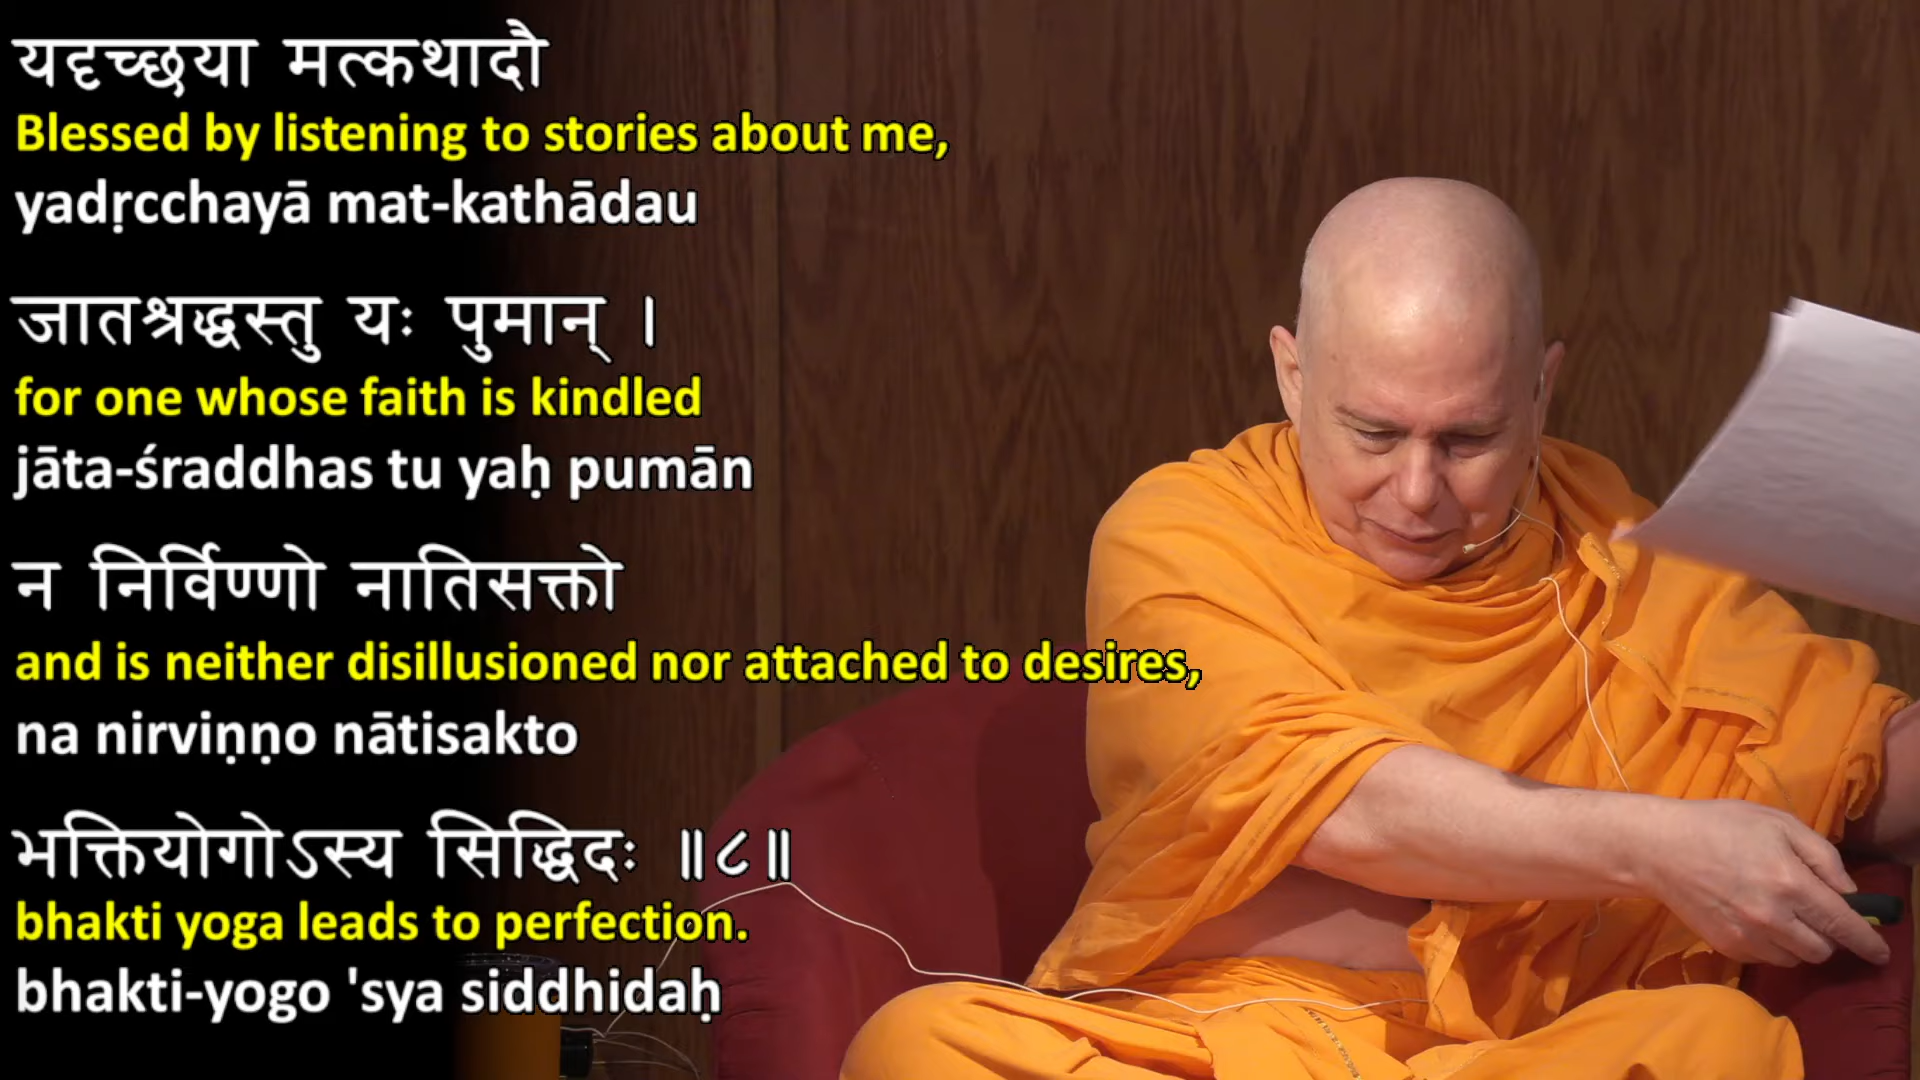 यदृच्छया मत्कथादौ
Blessed by listening to stories about me,
yadṛcchayā mat-kathādau
जातश्रद्धस्तु यः पुमान् ।
for one whose faith is kindled
jāta-śraddhas tu yaḥ pumān
न निर्विण्णो नातिसक्तो
and is neither disillusioned nor attached to desires,
na nirviṇṇo nātisakto
भक्तियोगोऽस्य सिद्धिदः ॥८॥
bhakti yoga leads to perfection.
bhakti-yogo 'sya siddhidaḥ